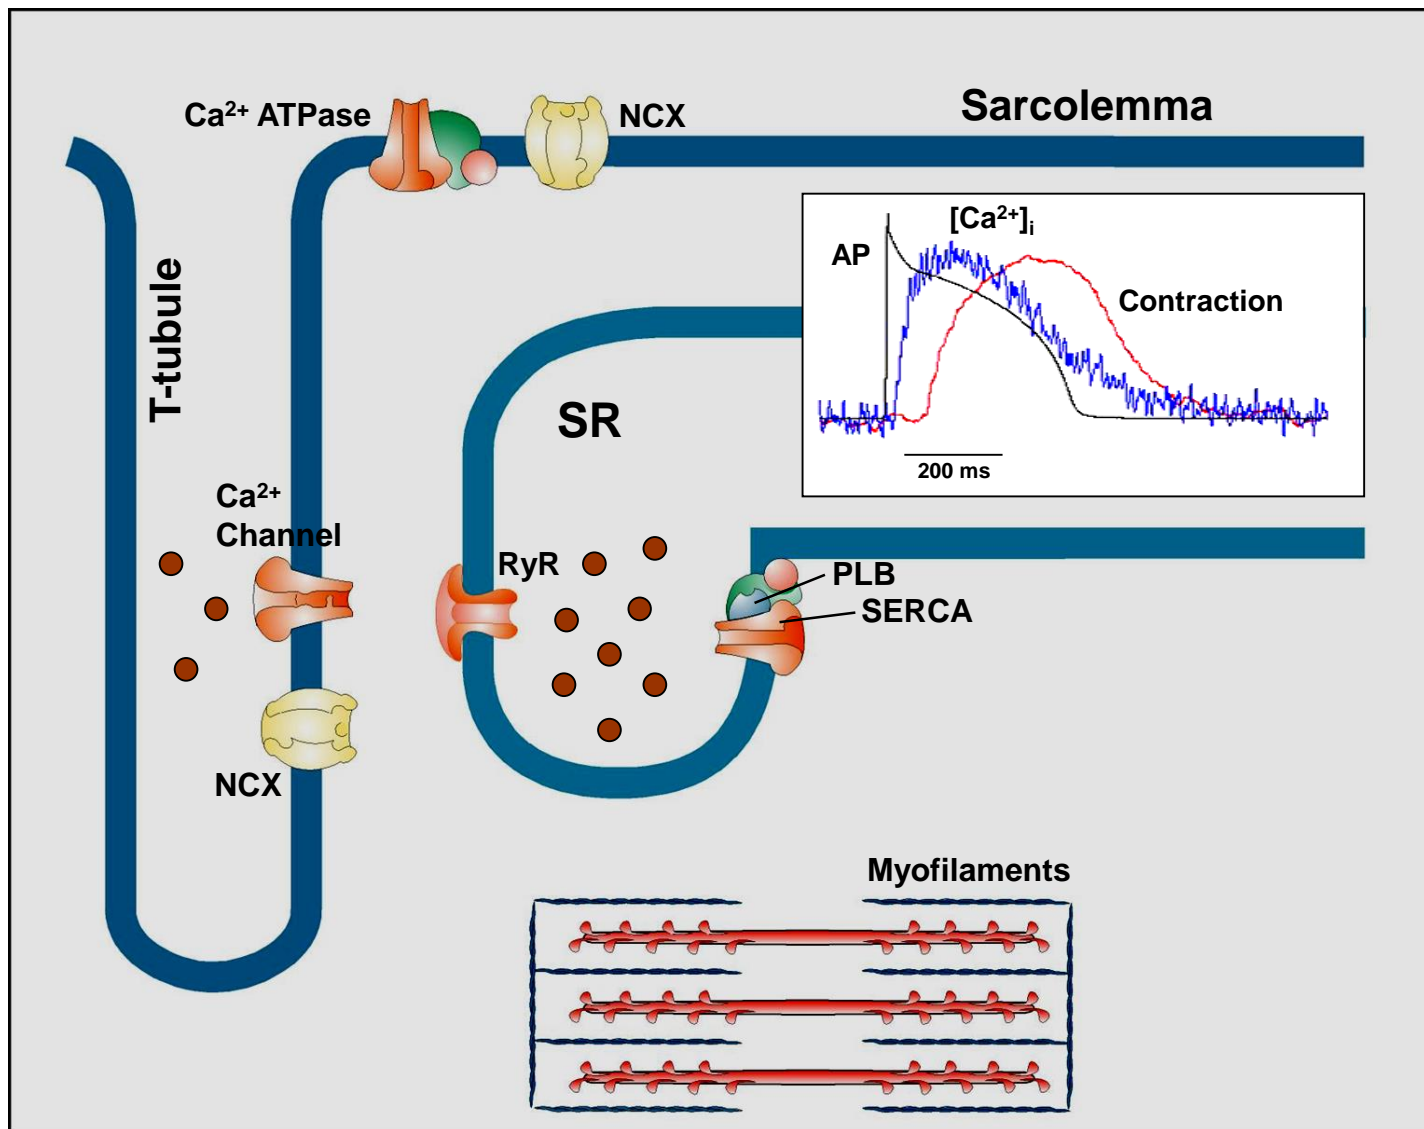 Ca²⁺ ATPase
NCX
Sarcolemma
[Ca²⁺]ᵢ
AP
Contraction
200 ms
T-tubule
SR
Ca²⁺
Channel
RyR
PLB
SERCA
NCX
Myofilaments